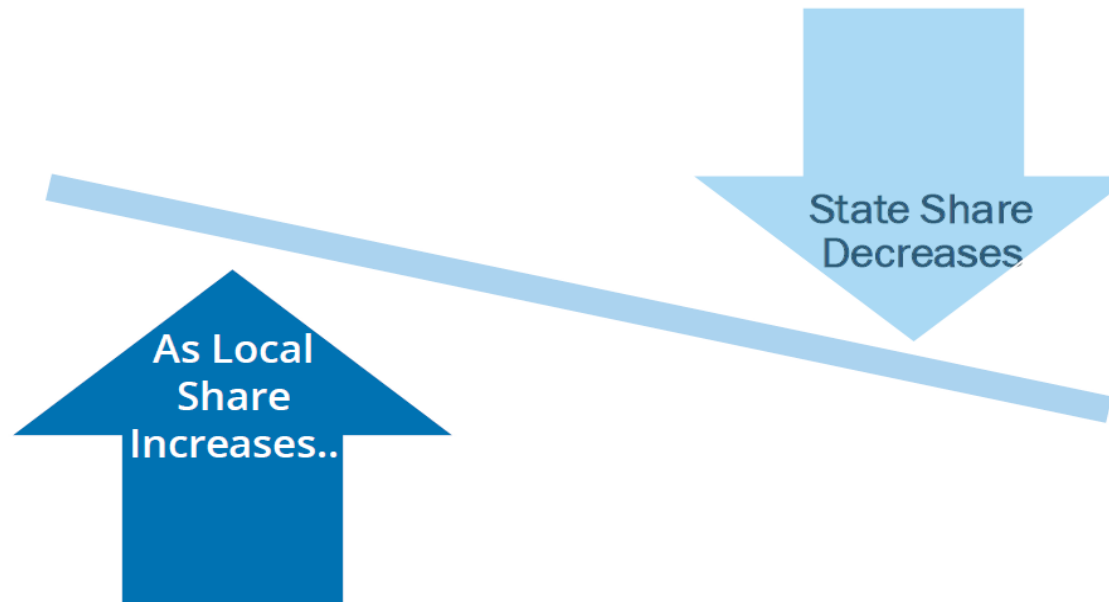 As Local
Share
Increases..
State Share
Decreases